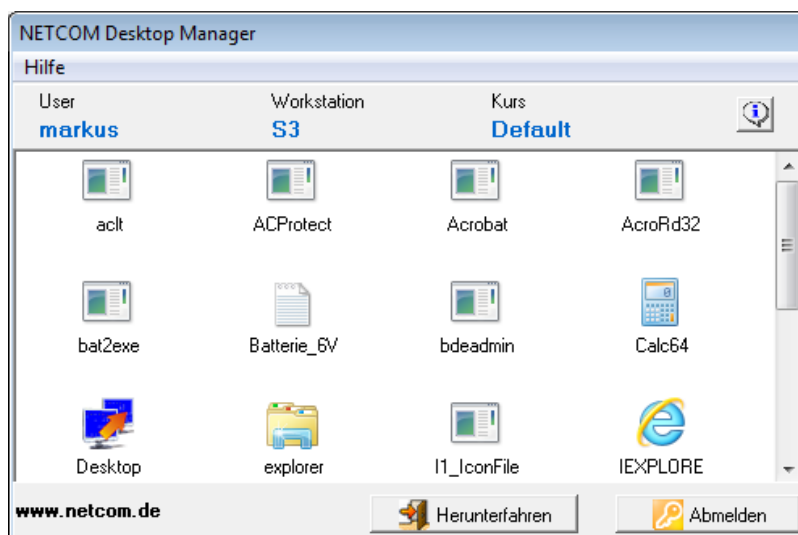 NETCOM Desktop Manager
Hilfe
User Workstation Kurs
markus S3 Default
aclt ACProtect Acrobat AcroRd32
bat2exe Batterie_6V bdeadmin Calc64
Desktop explorer I1_IconFile IEXPLORE
www.netcom.de Herunterfahren Abmelden